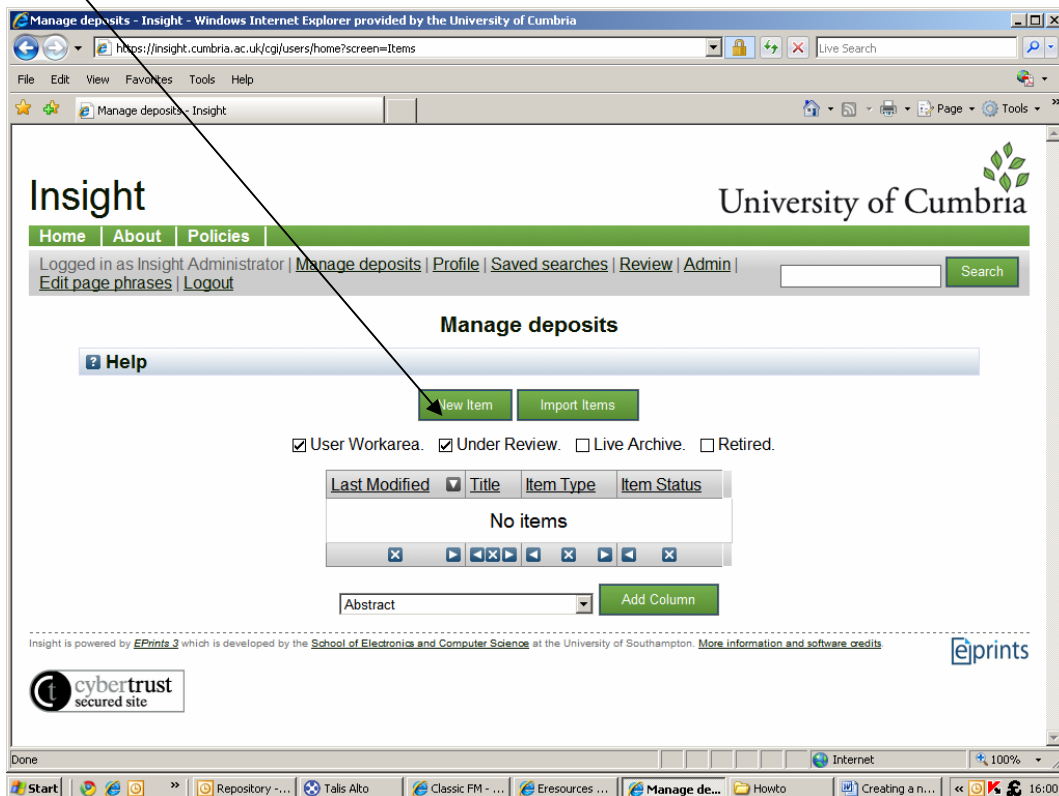 Manage deposits - Insight - Windows Internet Explorer provided by the University of Cumbria
https://insight.cumbria.ac.uk/cgi/users/home?screen=Items
Live Search
File Edit View Favorites Tools Help
Manage deposits - Insight
Page Tools
Insight
University of Cumbria
Home About Policies
Logged in as Insight Administrator | Manage deposits | Profile | Saved searches | Review | Admin |
Edit page phrases | Logout
Search
Manage deposits
Help
New Item Import Items
User Workarea. Under Review. Live Archive. Retired.
Last Modified Title Item Type Item Status
No items
Abstract Add Column
Insight is powered by EPrints 3 which is developed by the School of Electronics and Computer Science at the University of Southampton. More information and software credits.
eprints
cybertrust
secured site
Done Internet 100%
Start Repository -... Talis Alto Classic FM - ... Eresources ... Manage de... Howto Creating a n... 16:00